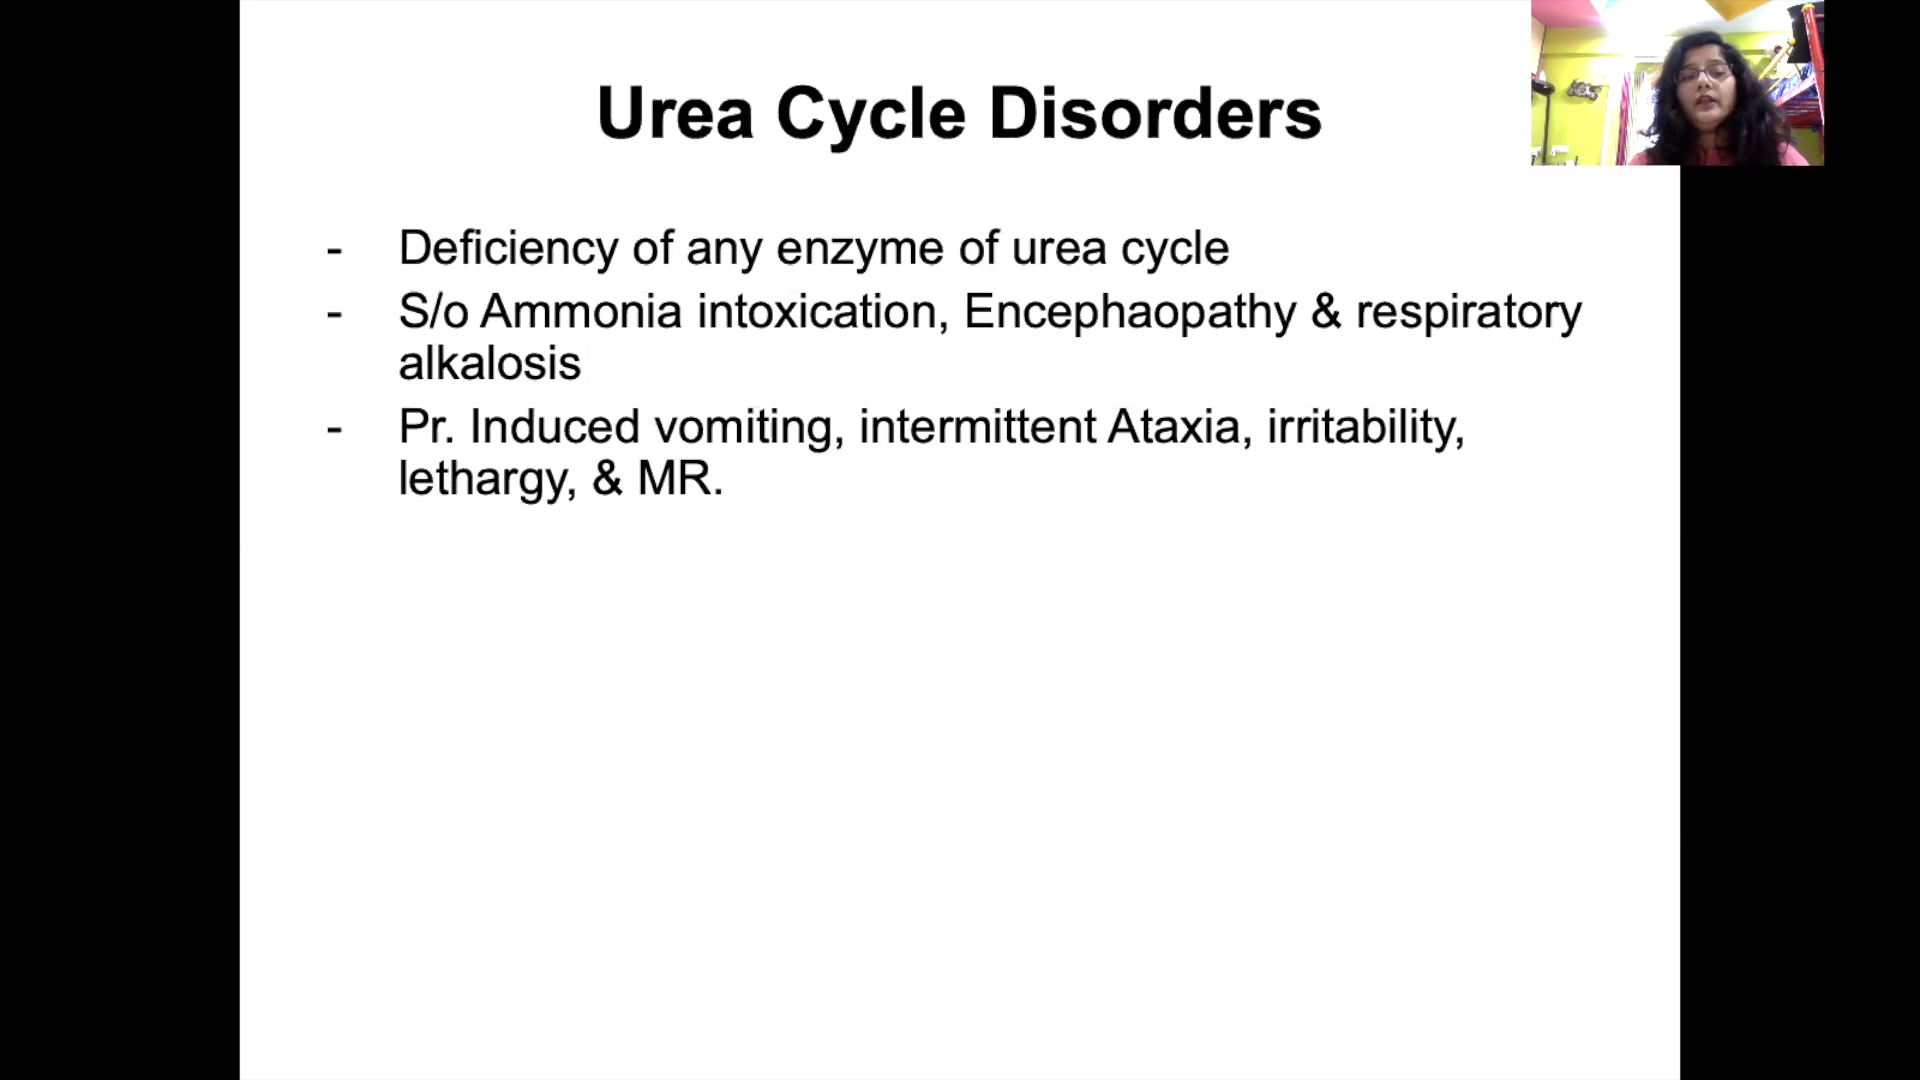 Urea Cycle Disorders
- Deficiency of any enzyme of urea cycle
- S/o Ammonia intoxication, Encephaopathy & respiratory
alkalosis
- Pr. Induced vomiting, intermittent Ataxia, irritability,
lethargy, & MR.